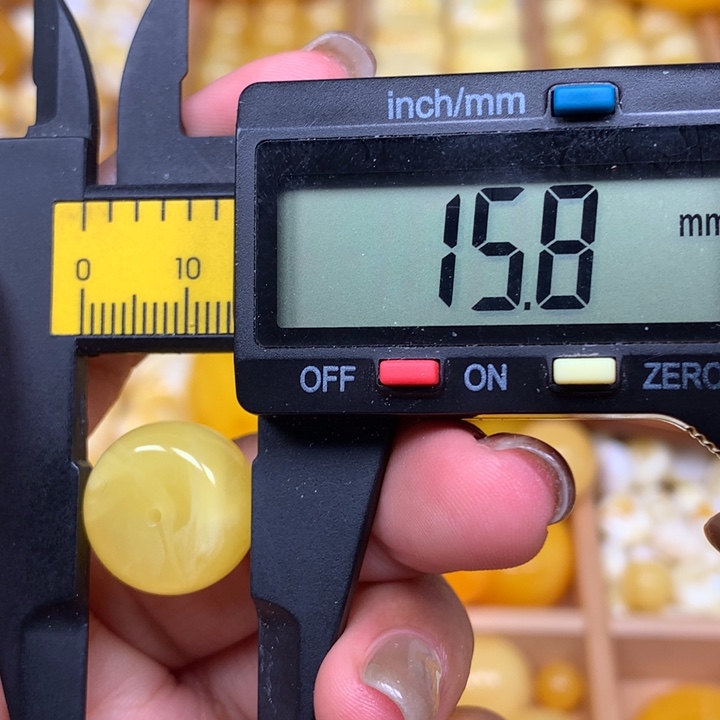 inch/mm
15.8 mm
0 10
OFF ON ZERO